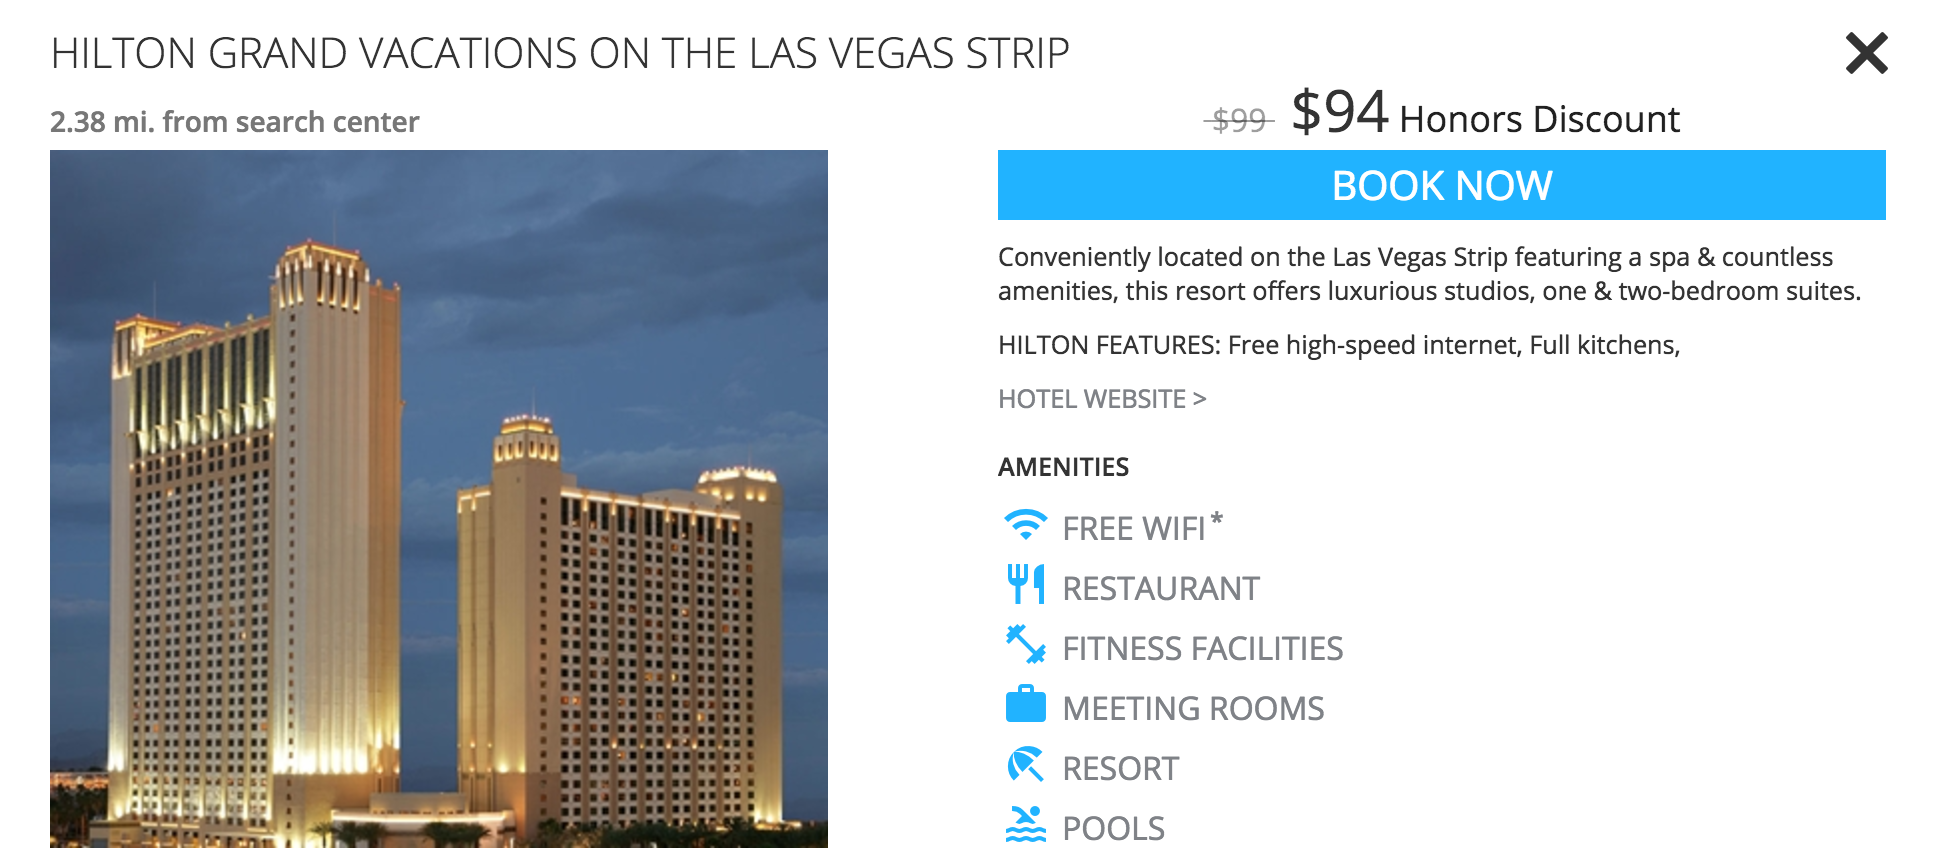 HILTON GRAND VACATIONS ON THE LAS VEGAS STRIP
2.38 mi. from search center
$99 $94 Honors Discount
BOOK NOW
Conveniently located on the Las Vegas Strip featuring a spa & countless
amenities, this resort offers luxurious studios, one & two-bedroom suites.
HILTON FEATURES: Free high-speed internet, Full kitchens,
HOTEL WEBSITE >
AMENITIES
FREE WIFI*
RESTAURANT
FITNESS FACILITIES
MEETING ROOMS
RESORT
POOLS